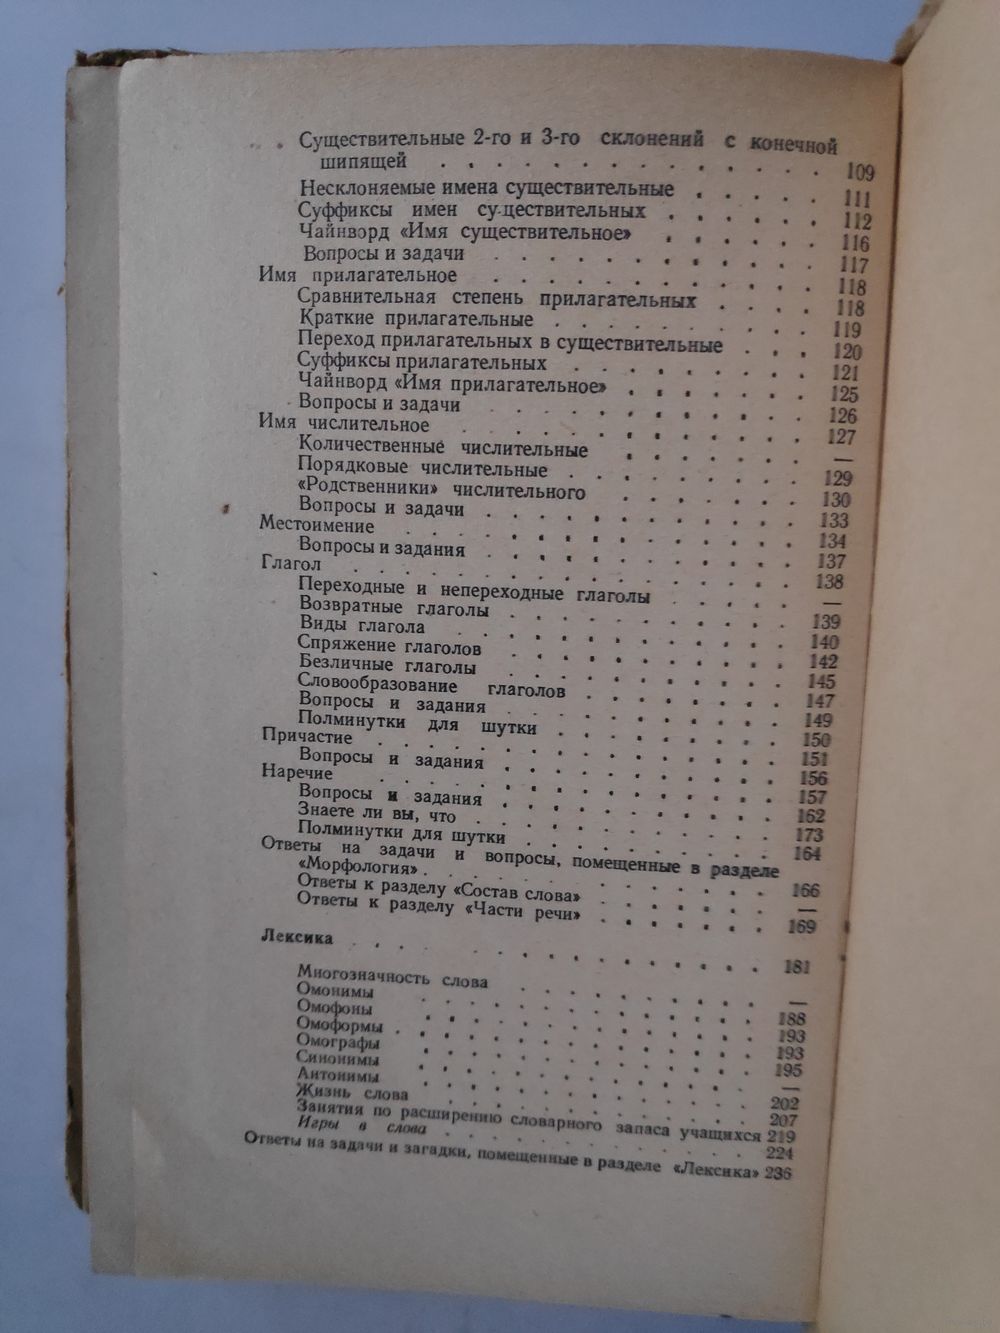 Существительные 2-го и 3-го склонений с конечной
шипящей . . . . . . . . . . . . 109
Несклоняемые имена существительные . . . . . 111
Суффиксы имен существительных . . . . . . 112
Чайнворд «Имя существительное» . . . . . . 116
Вопросы и задачи . . . . . . . . . . 117
Имя прилагательное . . . . . . . . . . 118
Сравнительная степень прилагательных . . . . 118
Краткие прилагательные . . . . . . . . 119
Переход прилагательных в существительные . . . 120
Суффиксы прилагательных . . . . . . . . 121
Чайнворд «Имя прилагательное» . . . . . . 125
Вопросы и задачи . . . . . . . . . . 126
Имя числительное . . . . . . . . . . 127
Количественные числительные . . . . . . —
Порядковые числительные . . . . . . . . 129
«Родственники» числительного . . . . . . 130
Вопросы и задачи . . . . . . . . . . 133
Местоимение . . . . . . . . . . . . 134
Вопросы и задания . . . . . . . . . . 137
Глагол . . . . . . . . . . . . . 138
Переходные и непереходные глаголы . . . . —
Возвратные глаголы . . . . . . . . . 139
Виды глагола . . . . . . . . . . . 140
Спряжение глаголов . . . . . . . . . 142
Безличные глаголы . . . . . . . . . 145
Словообразование глаголов . . . . . . . 147
Вопросы и задания . . . . . . . . . 149
Полминутки для шутки . . . . . . . . 150
Причастие . . . . . . . . . . . . 151
Вопросы и задания . . . . . . . . . 156
Наречие . . . . . . . . . . . . 157
Вопросы и задания . . . . . . . . . 162
Знаете ли вы, что . . . . . . . . . 173
Полминутки для шутки . . . . . . . . 164
Ответы на задачи и вопросы, помещенные в разделе
«Морфология» . . . . . . . . . . . 166
Ответы к разделу «Состав слова» . . . . . —
Ответы к разделу «Части речи» . . . . . . 169
Лексика . . . . . . . . . . . . 181
Многозначность слова . . . . . . . . —
Омонимы . . . . . . . . . . . . 188
Омофоны . . . . . . . . . . . . 193
Омоформы . . . . . . . . . . . . 193
Омографы . . . . . . . . . . . . 195
Синонимы . . . . . . . . . . . . —
Антонимы . . . . . . . . . . . . 202
Жизнь слова . . . . . . . . . . . 207
Занятия по расширению словарного запаса учащихся 219
Игры в слова . . . . . . . . . . . 224
Ответы на задачи и загадки, помещенные в разделе «Лексика» 236